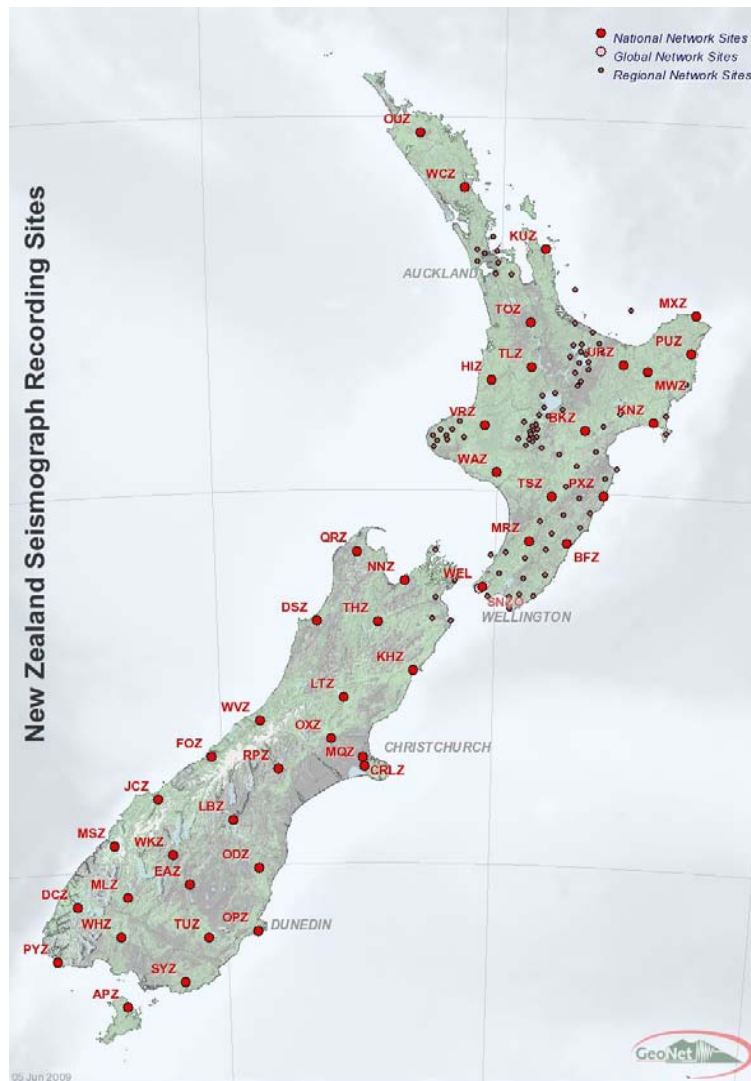 New Zealand Seismograph Recording Sites
National Network Sites
Global Network Sites
Regional Network Sites
OUZ
WCZ
KUZ
AUCKLAND
MXZ
TOZ
PUZ
TLZ
URZ
HIZ
MWZ
VRZ
BKZ
KNZ
WAZ
TSZ
PXZ
MRZ
QRZ
BFZ
NNZ
WEL
SNZO
DSZ
THZ
WELLINGTON
KHZ
LTZ
WVZ
OXZ
CHRISTCHURCH
MQZ
FOZ
RPZ
CRLZ
JCZ
LBZ
MSZ
WKZ
ODZ
EAZ
MLZ
DCZ
OPZ
DUNEDIN
WHZ
TUZ
PYZ
SYZ
APZ
GeoNet
05 Jun 2009